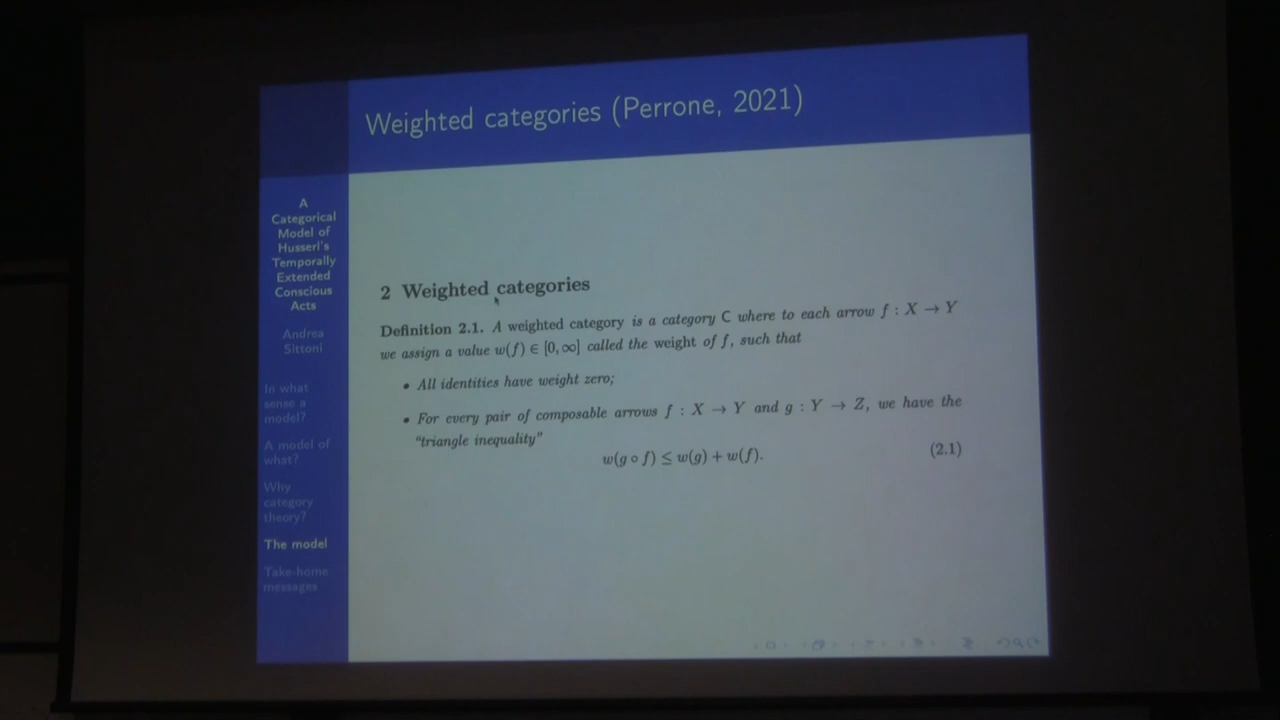 Weighted categories (Perrone, 2021)
A
Categorical
Model of
Husserl's
Temporally
Extended
Conscious
Acts
Andrea
Sittoni
In what
sense a
model?
A model of
what?
Why
category
theory?
The model
Take-home
messages
2 Weighted categories
Definition 2.1. A weighted category is a category C where to each arrow f : X → Y
we assign a value w(f) ∈ [0, ∞] called the weight of f, such that
• All identities have weight zero;
• For every pair of composable arrows f : X → Y and g : Y → Z, we have the
“triangle inequality”
w(g ∘ f) ≤ w(g) + w(f). (2.1)